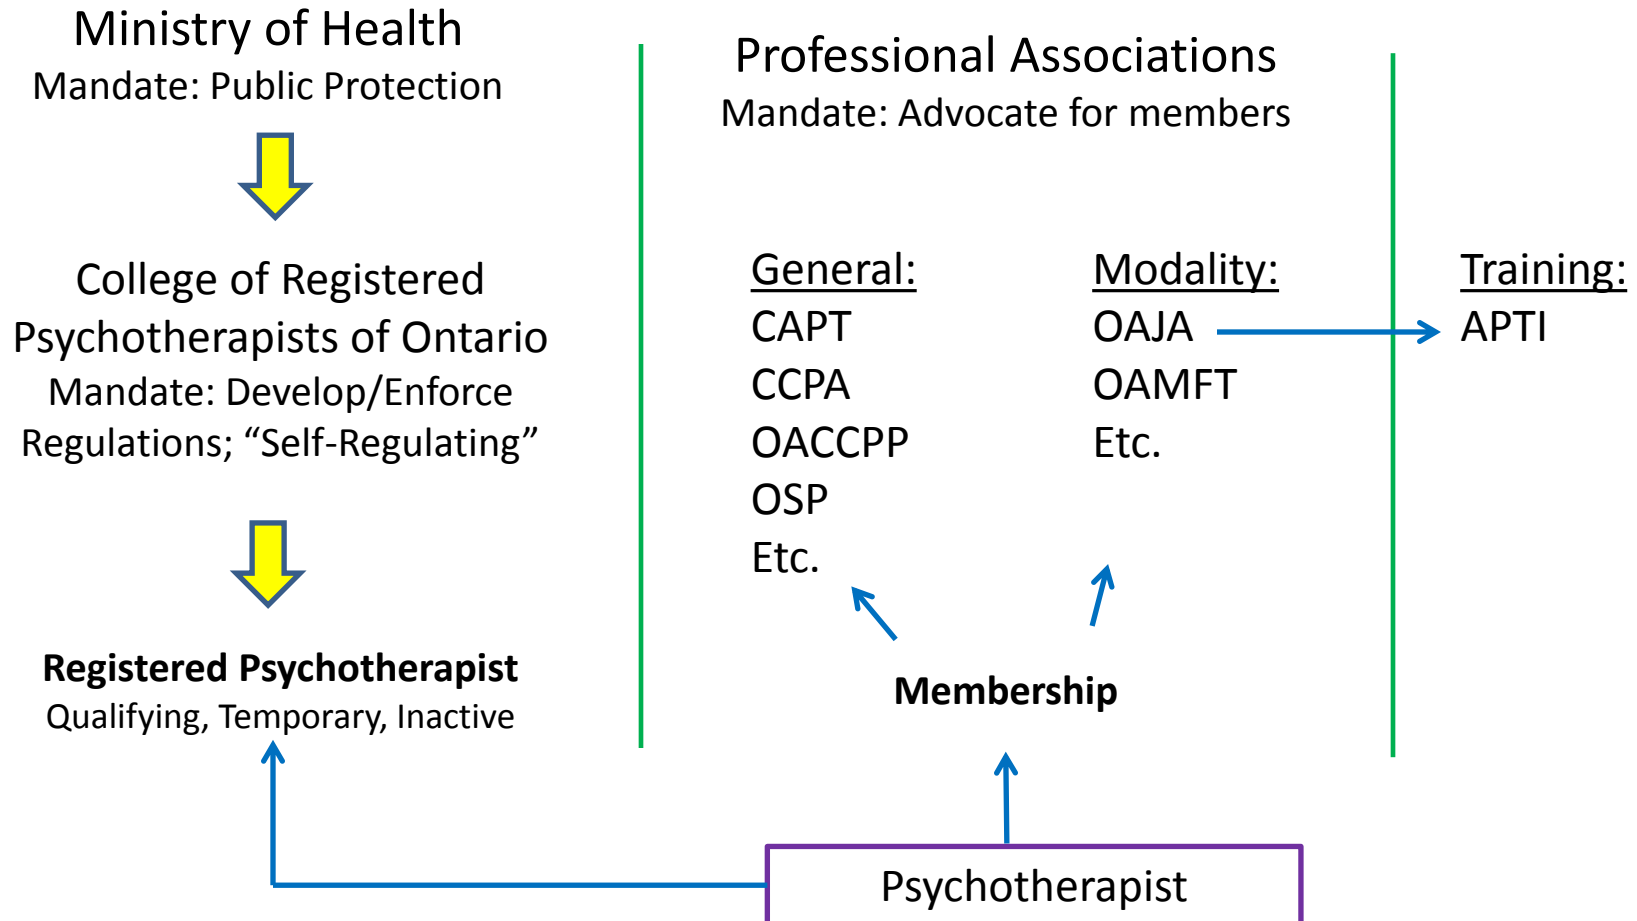 Ministry of Health
Mandate: Public Protection
College of Registered
Psychotherapists of Ontario
Mandate: Develop/Enforce
Regulations; “Self-Regulating”
Registered Psychotherapist
Qualifying, Temporary, Inactive
Professional Associations
Mandate: Advocate for members
General:
CAPT
CCPA
OACCPP
OSP
Etc.
Modality:
OAJA
OAMFT
Etc.
Training:
APTI
Membership
Psychotherapist